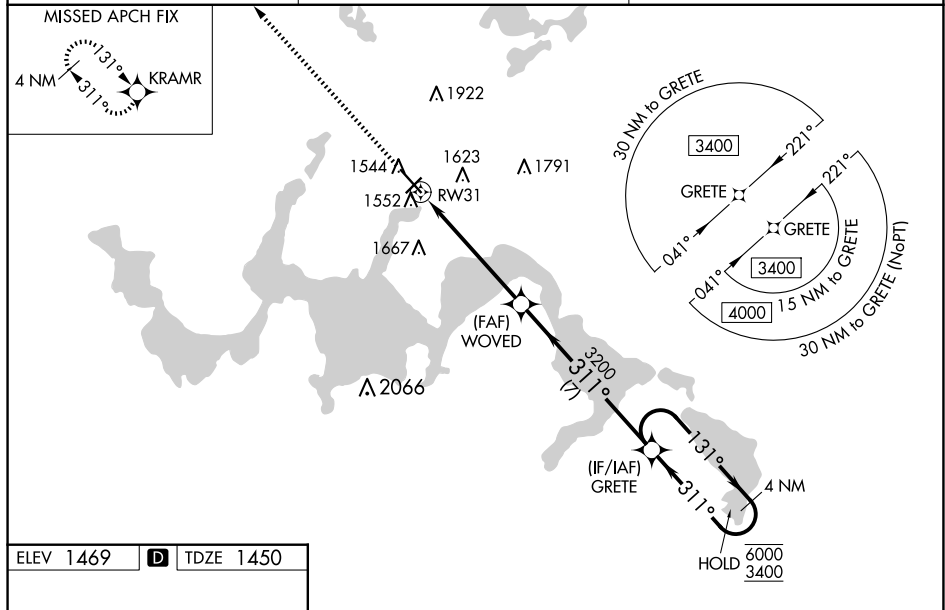 MISSED APCH FIX
131°
4 NM
KRAMR
311°
1922
30 NM to GRETE
3400
221°
1544
1623
1791
221°
1552
RW31
GRETE
GRETE
1667
041°
3400
041°
15 NM to GRETE
4000
30 NM to GRETE (NoPT)
(FAF)
WOVED
3200
311°
(7)
2066
131°
(IF/IAF)
GRETE
4 NM
311°
HOLD
6000
3400
ELEV 1469
D
TDZE 1450